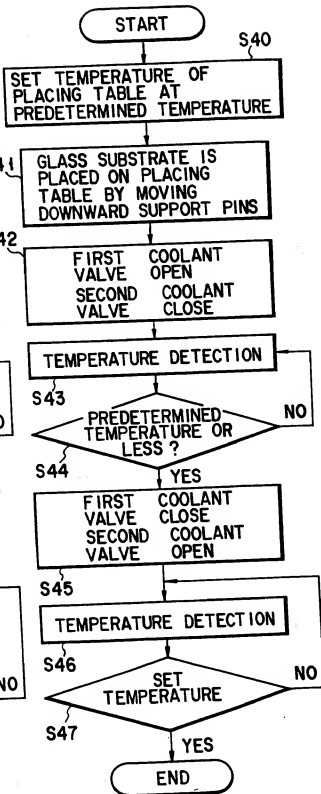 START
S40
SET TEMPERATURE OF
PLACING TABLE AT
PREDETERMINED TEMPERATURE
41
GLASS SUBSTRATE IS
PLACED ON PLACING
TABLE BY MOVING
DOWNWARD SUPPORT PINS
42
FIRST COOLANT
VALVE OPEN
SECOND COOLANT
VALVE CLOSE
TEMPERATURE DETECTION
S43
PREDETERMINED
TEMPERATURE OR
LESS ?
NO
S44
YES
FIRST COOLANT
VALVE CLOSE
SECOND COOLANT
VALVE OPEN
S45
TEMPERATURE DETECTION
S46
SET
TEMPERATURE
NO
NO
S47
YES
END